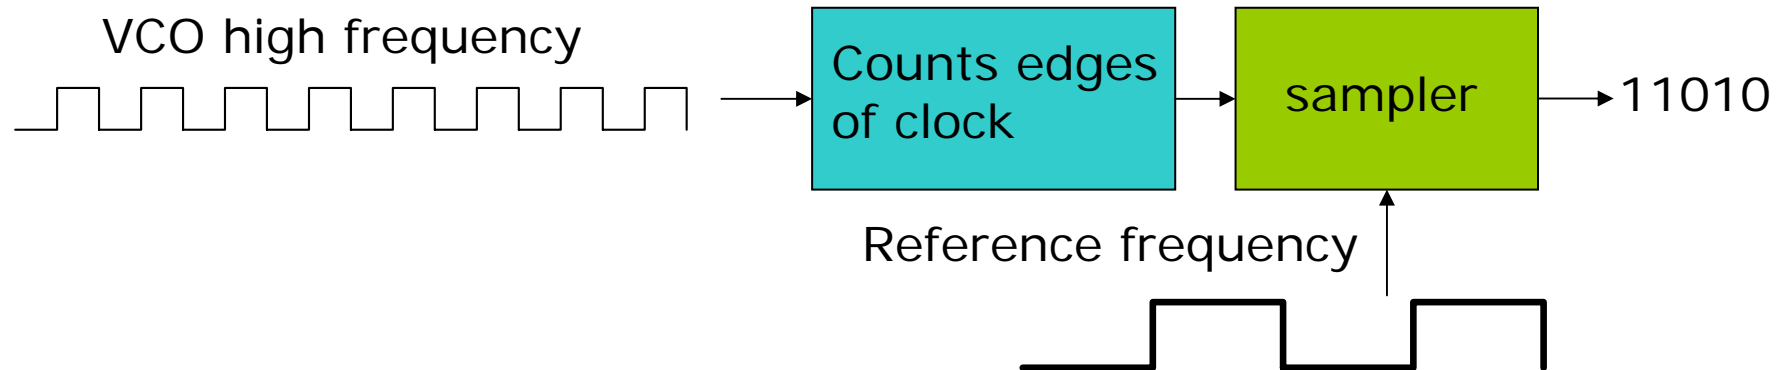 VCO high frequency
Counts edges
of clock
sampler
11010
Reference frequency